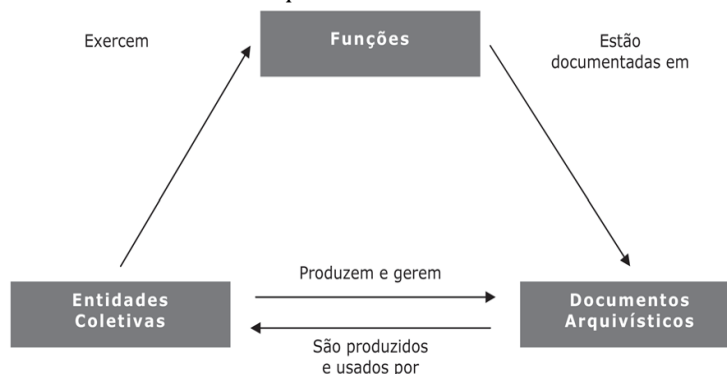 Exercem
Funções
Estão
documentadas em
Produzem e gerem
Entidades
Coletivas
Documentos
Arquivísticos
São produzidos
e usados por